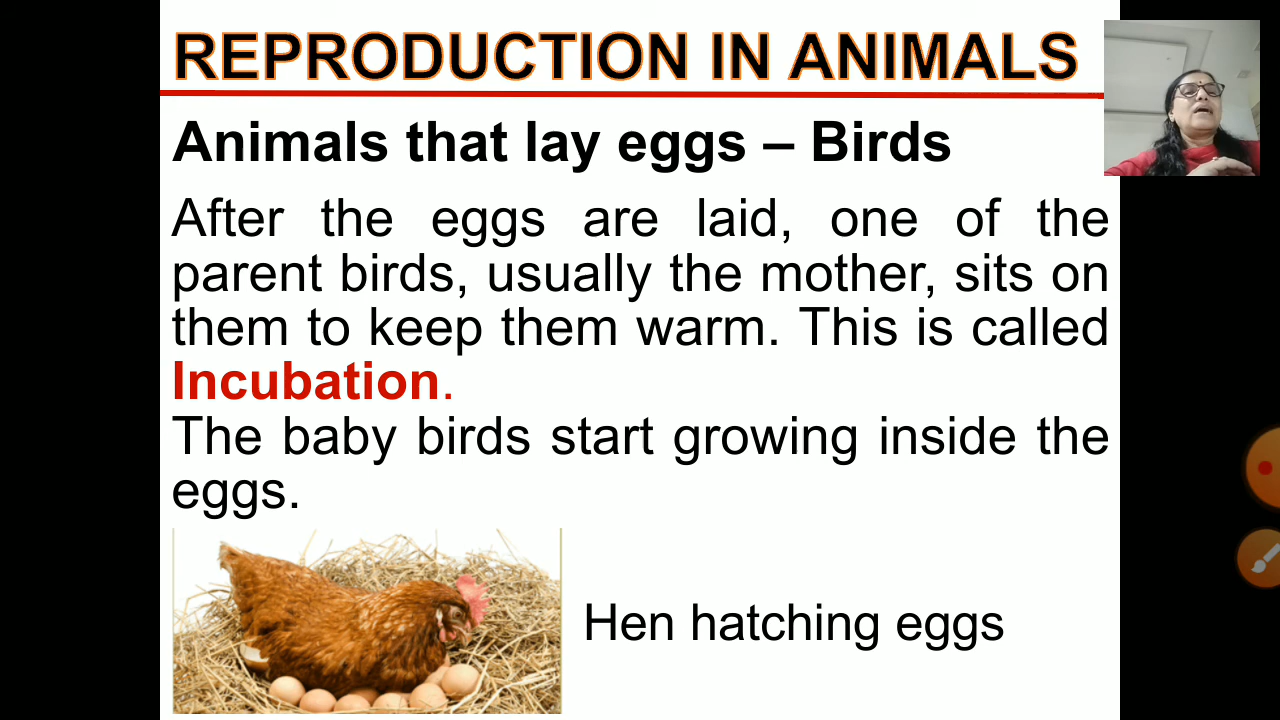 REPRODUCTION IN ANIMALS
Animals that lay eggs – Birds
After the eggs are laid, one of the
parent birds, usually the mother, sits on
them to keep them warm. This is called
Incubation.
The baby birds start growing inside the
eggs.
Hen hatching eggs